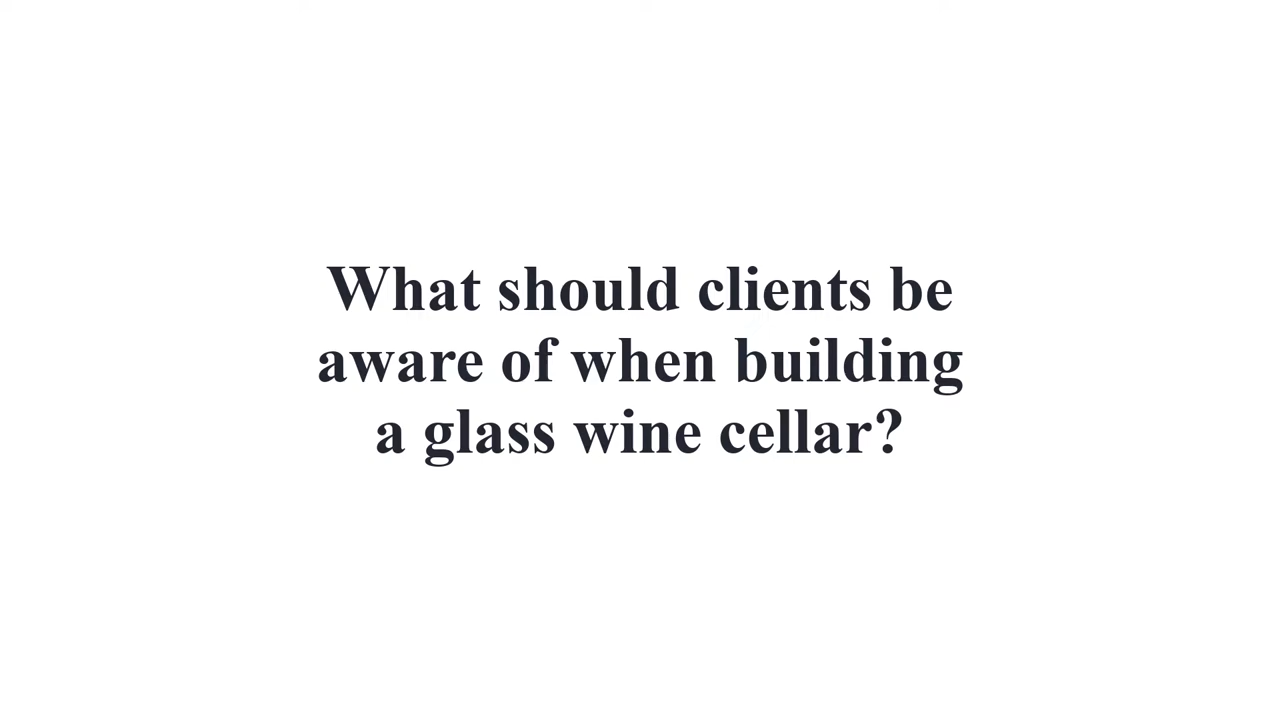 What should clients be
aware of when building
a glass wine cellar?